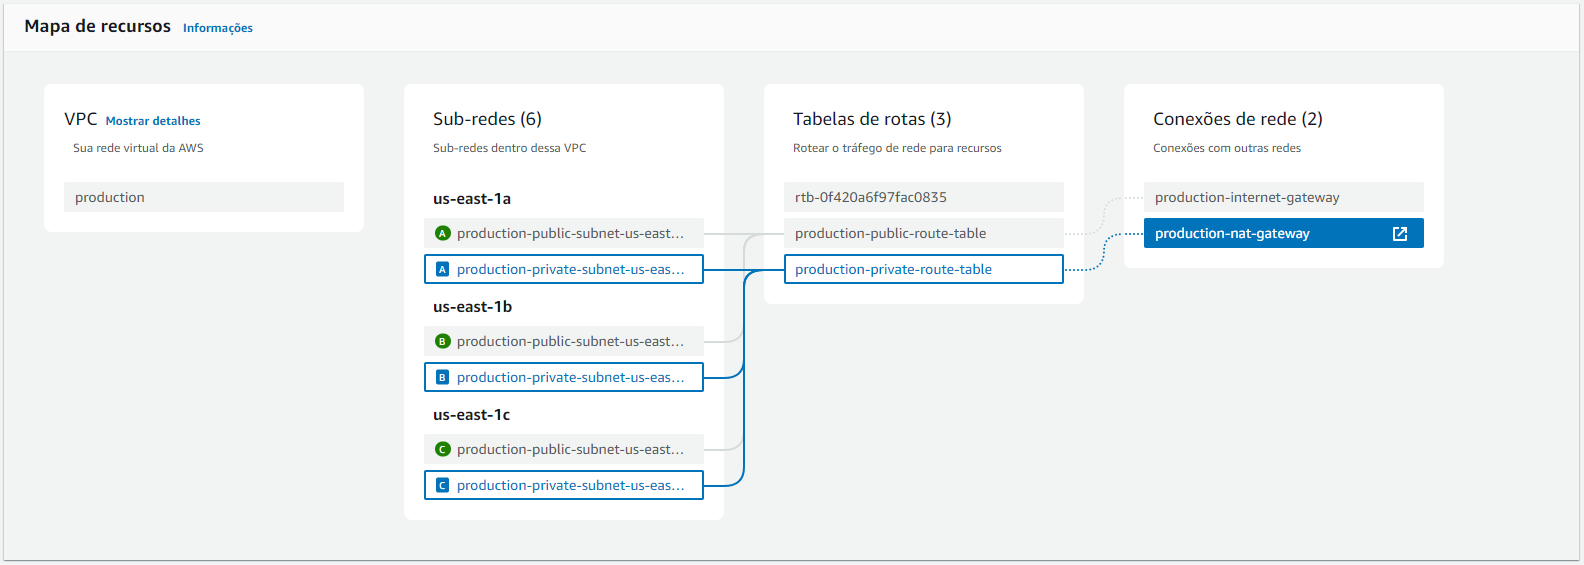 Mapa de recursos Informações
VPC Mostrar detalhes
Sua rede virtual da AWS
production
Sub-redes (6)
Sub-redes dentro dessa VPC
us-east-1a
A production-public-subnet-us-east...
A production-private-subnet-us-eas...
us-east-1b
B production-public-subnet-us-east...
B production-private-subnet-us-eas...
us-east-1c
C production-public-subnet-us-east...
C production-private-subnet-us-eas...
Tabelas de rotas (3)
Rotear o tráfego de rede para recursos
rtb-0f420a6f97fac0835
production-public-route-table
production-private-route-table
Conexões de rede (2)
Conexões com outras redes
production-internet-gateway
production-nat-gateway